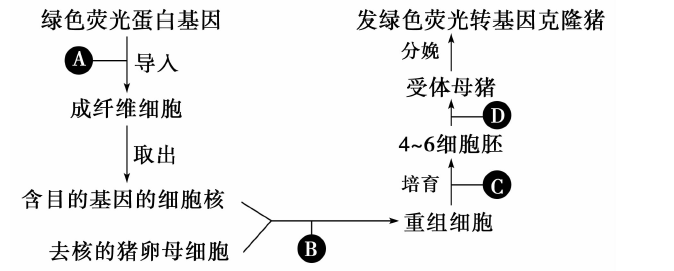 绿色荧光蛋白基因
A
导入
成纤维细胞
取出
含目的基因的细胞核
去核的猪卵母细胞
B
发绿色荧光转基因克隆猪
分娩
受体母猪
D
4~6细胞胚
培育
C
重组细胞